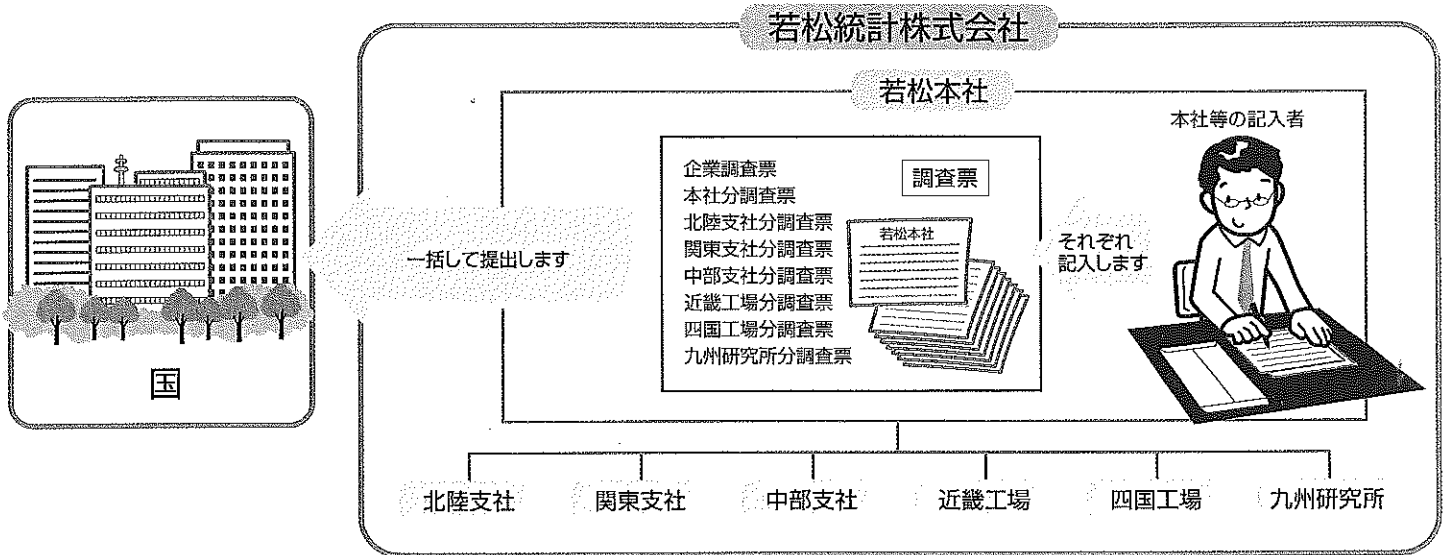 若松統計株式会社
若松本社
本社等の記入者
企業調査票
本社分調査票
北陸支社分調査票
関東支社分調査票
中部支社分調査票
近畿工場分調査票
四国工場分調査票
九州研究所分調査票
調査票
若松本社
それぞれ
記入します
一括して提出します
国
北陸支社
関東支社
中部支社
近畿工場
四国工場
九州研究所